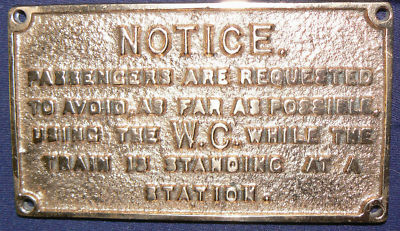 NOTICE.
PASSENGERS ARE REQUESTED
TO AVOID, AS FAR AS POSSIBLE,
USING THE W.C. WHILE THE
TRAIN IS STANDING AT A
STATION.